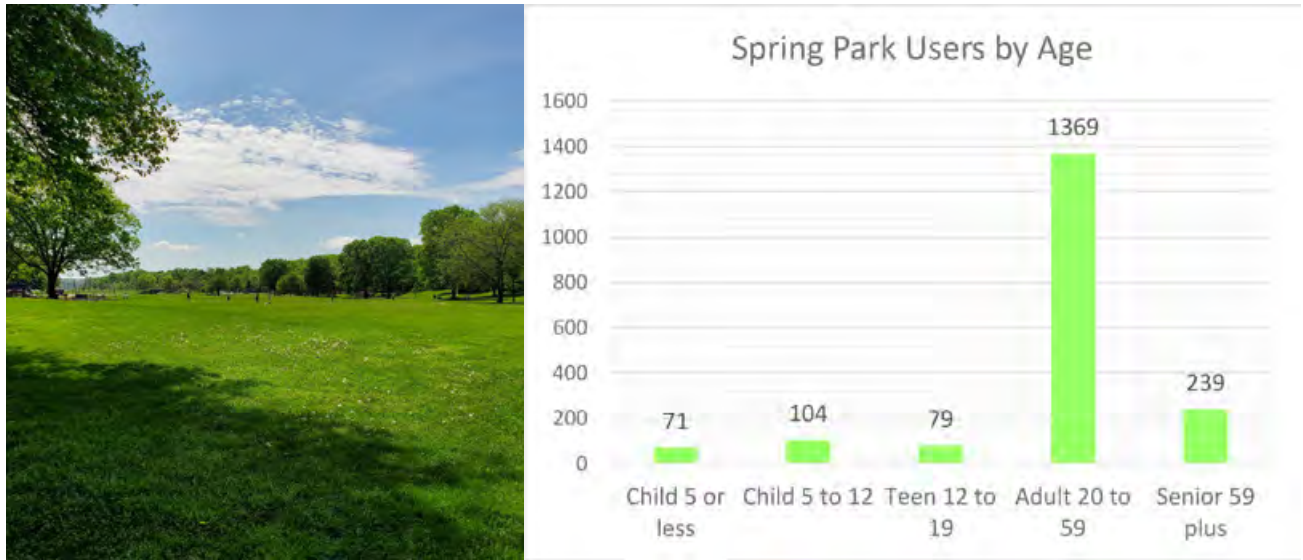 Spring Park Users by Age
1600
1400
1200
1000
800
600
400
200
0
71
104
79
1369
239
Child 5 or
less
Child 5 to 12
Teen 12 to
19
Adult 20 to
59
Senior 59
plus